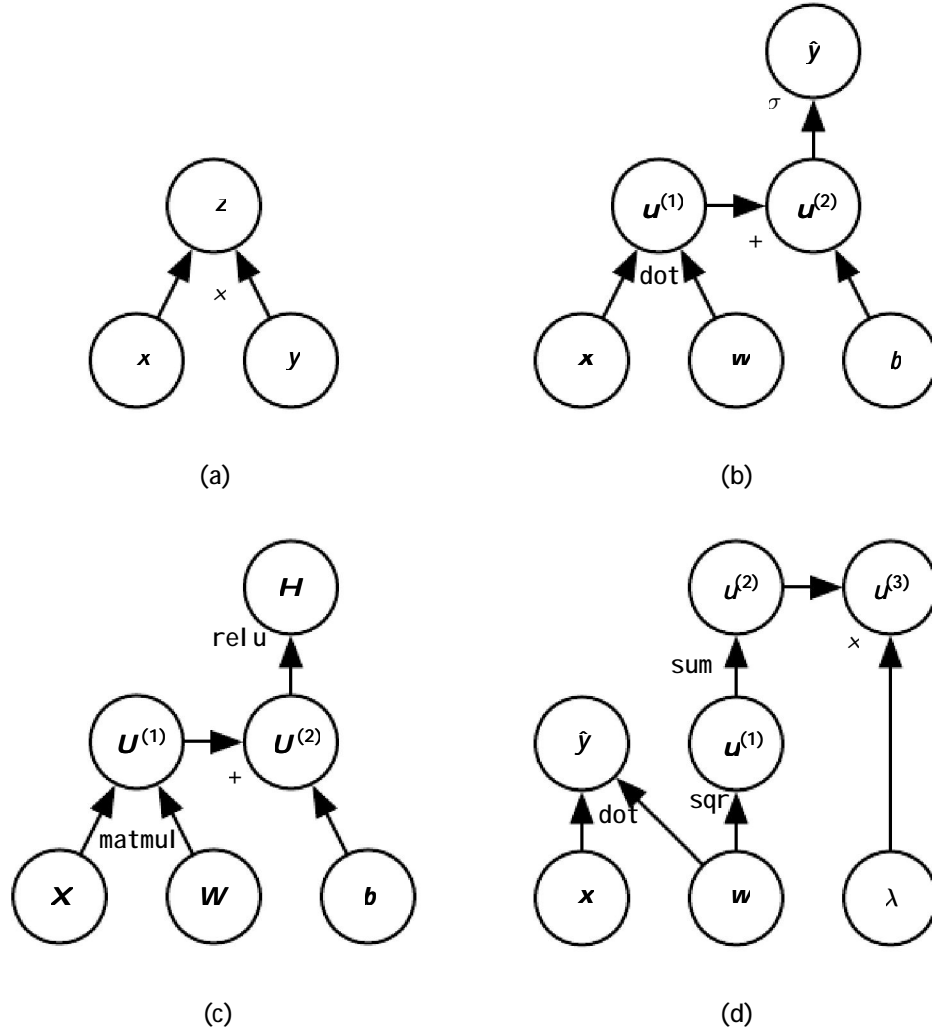 z
×
x
y
(a)
ŷ
σ
u⁽¹⁾
u⁽²⁾
+
dot
x
w
b
(b)
H
relu
U⁽¹⁾
U⁽²⁾
+
matmul
X
W
b
(c)
u⁽²⁾
u⁽³⁾
×
sum
ŷ
u⁽¹⁾
dot
sqr
x
w
λ
(d)